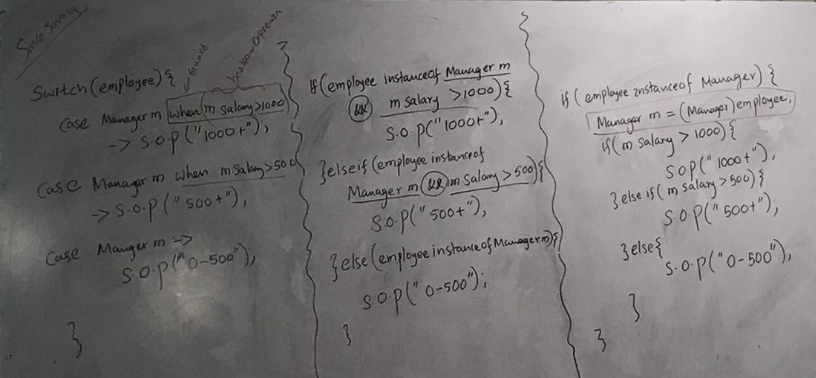 Guard
boolean expression
Switch(employee){
Case Manager m when m.salary>1000
-> S.O.P("1000+");
Case Manager m when m.salary>500
-> S.O.P("500+");
Case Manger m ->
S.O.P("0-500");
}
if(employee instanceof Manager m
&& m salary >1000){
S.O.P("1000+");
}elseif(employee instanceof
Manager m && m salary > 500){
S.O.P("500+");
}else(employee instanceof Manager m){
S.O.P("0-500");
}
if( employee instanceof Manager) {
Manager m = (Manager)employee;
if(m salary > 1000){
S O P("1000+");
}else if(m salary >500){
S O P("500+");
}else{
S.O.P("0-500");
}
}